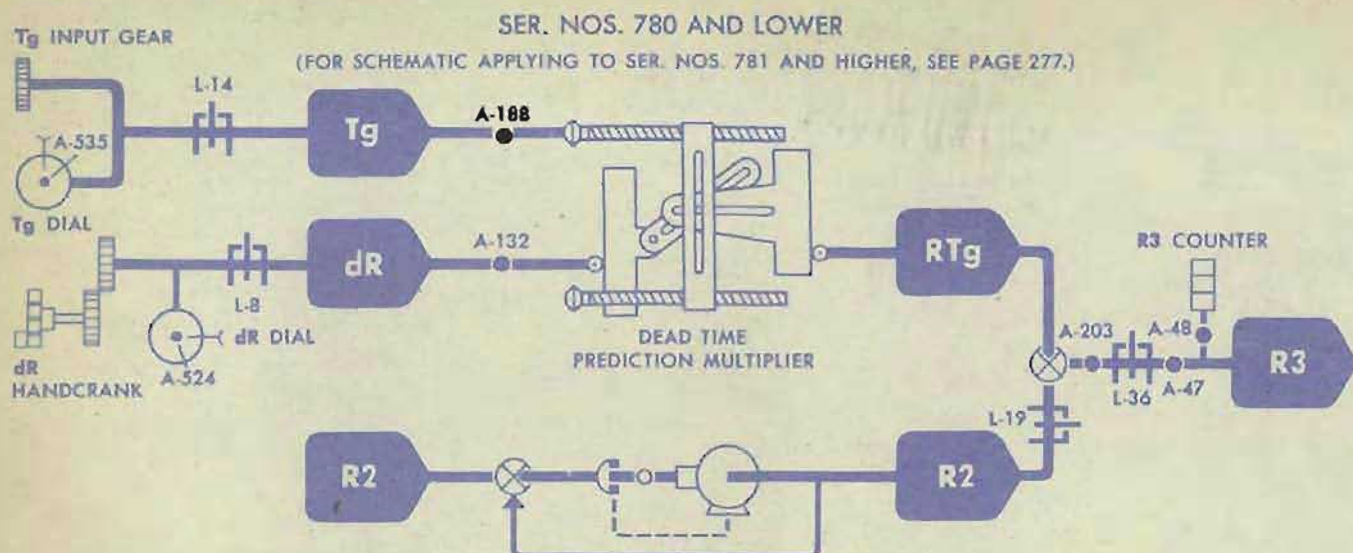 SER. NOS. 780 AND LOWER
(FOR SCHEMATIC APPLYING TO SER. NOS. 781 AND HIGHER, SEE PAGE 277.)
Tg INPUT GEAR
L-14
Tg
A-188
A-535
Tg DIAL
A-132
dR
L-8
dR DIAL
A-524
dR
HANDCRANK
DEAD TIME
PREDICTION MULTIPLIER
RTg
R3 COUNTER
A-203
A-48
L-36
A-47
R3
L-19
R2
R2